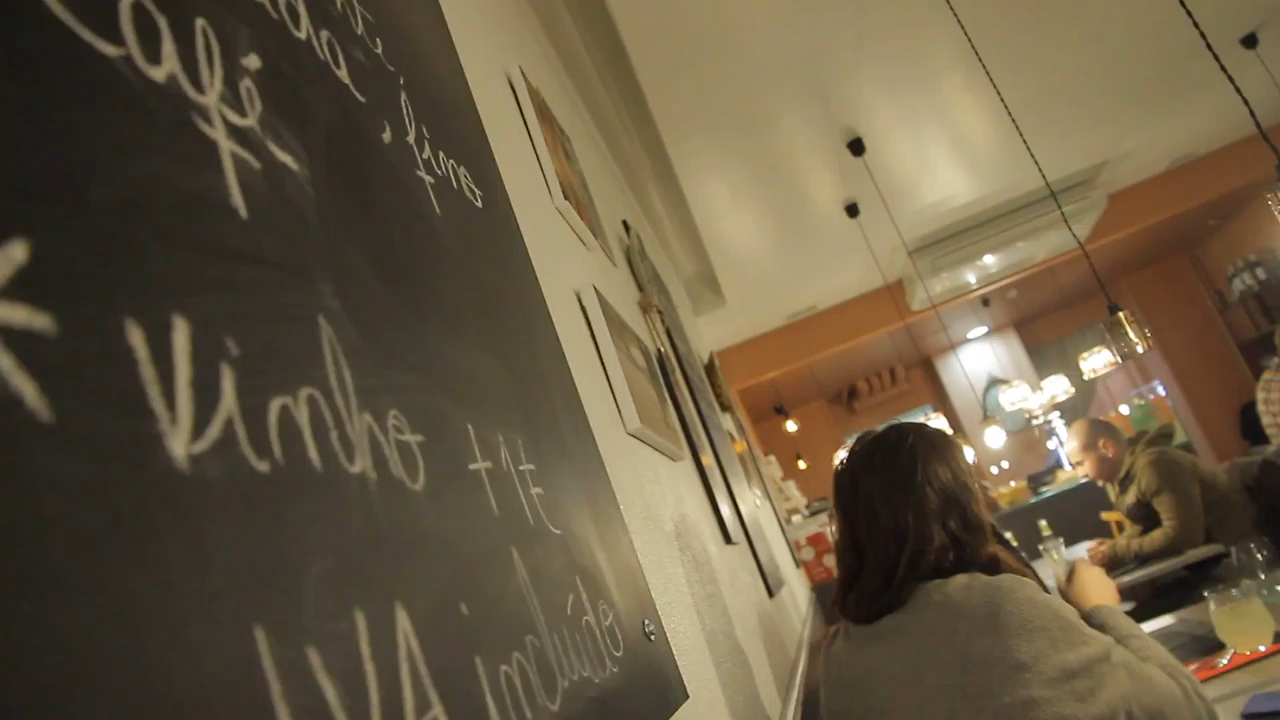 , fino
Café
* Vinho +1€
IVA incluído